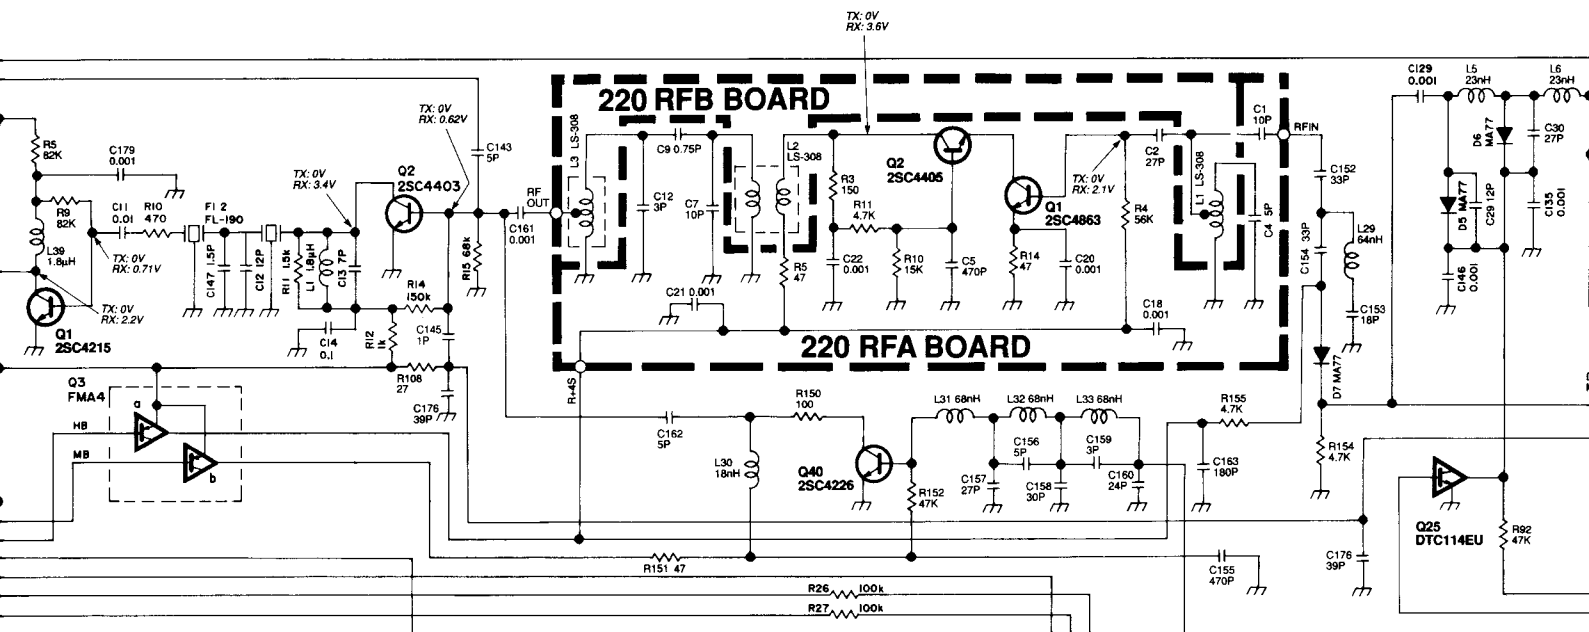 TX: 0V
RX: 3.6V
220 RFB BOARD
TX: 0V
RX: 0.62V
C143
5P
L3 LS-308
C9 0.75P
L2
LS-308
C12
3P
C7
10P
R3
150
R11
4.7K
Q2
2SC4405
Q1
2SC4863
TX: 0V
RX: 2.1V
R4
56K
C2
27P
L1 LS-308
C4 5P
C1
10P
RFIN
C152
33P
C154 33P
L29
64nH
C153
18P
D7 MA77
C129
0.001
L5
23nH
L6
23nH
D6
MA77
C30
27P
D5 MA77
C29 12P
C135
0.001
C146
0.001
R5
82K
C179
0.001
R9
82K
L39
1.8μH
C11
0.01
R10
470
FI 2
FL-190
TX: 0V
RX: 3.4V
Q2
2SC4403
RF
OUT
C161
0.001
TX: 0V
RX: 0.71V
C147 1.5P
C12 12P
R11 1.5k
L1 1.8μH
C13 7P
R15 68k
TX: 0V
RX: 2.2V
Q1
2SC4215
R14
150k
C14
0.1
R12
1k
C145
1P
R108
27
C176
39P
R5
47
C22
0.001
R10
15K
C5
470P
R14
47
C20
0.001
C21 0.001
C18
0.001
220 RFA BOARD
R+4S
Q3
FMA4
a
b
HB
MB
C162
5P
R150
100
L30
18nH
Q40
2SC4226
L31 68nH
L32 68nH
L33 68nH
C156
5P
C159
3P
C157
27P
C158
30P
C160
24P
R152
47K
R155
4.7K
C163
180P
R154
4.7K
Q25
DTC114EU
R92
47K
C176
39P
R151 47
C155
470P
R26 100k
R27 100k